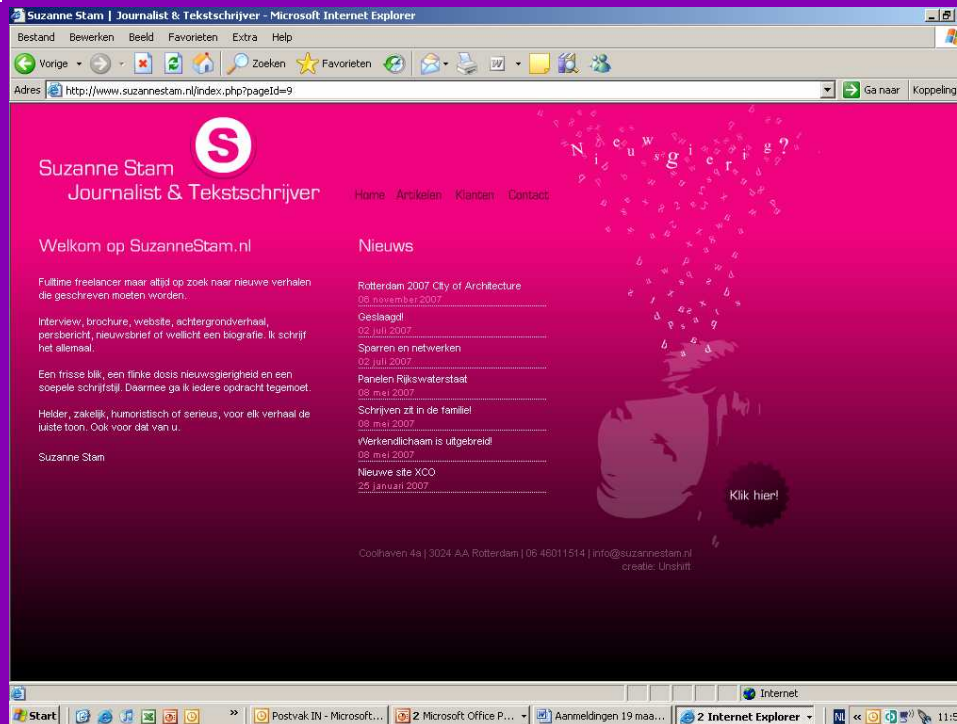 Suzanne Stam | Journalist & Tekstschrijver - Microsoft Internet Explorer
Bestand Bewerken Beeld Favorieten Extra Help
Vorige Zoeken Favorieten
Adres http://www.suzannestam.nl/index.php?pageId=9 Ga naar Koppeling
S
Suzanne Stam
Journalist & Tekstschrijver
Home Artikelen Klanten Contact
Nieuwsgierig?
Welkom op SuzanneStam.nl
Fulltime freelancer maar altijd op zoek naar nieuwe verhalen
die geschreven moeten worden.
Interview, brochure, website, achtergrondverhaal,
persbericht, nieuwsbrief of wellicht een biografie. Ik schrijf
het allemaal.
Een frisse blik, een flinke dosis nieuwsgierigheid en een
soepele schrijfstijl. Daarmee ga ik iedere opdracht tegemoet.
Helder, zakelijk, humoristisch of serieus, voor elk verhaal de
juiste toon. Ook voor dat van u.
Suzanne Stam
Nieuws
Rotterdam 2007 City of Architecture
06 november 2007
Geslaagd!
02 juli 2007
Sparren en netwerken
02 juli 2007
Panelen Rijkswaterstaat
08 mei 2007
Schrijven zit in de familie!
08 mei 2007
Werkendlichaam is uitgebreid!
08 mei 2007
Nieuwe site XCO
25 januari 2007
Klik hier!
Coolhaven 4a | 3024 AA Rotterdam | 06 46011514 | info@suzannestam.nl
creatie: Unshift
Internet
Start » Postvak IN - Microsoft... 2 Microsoft Office P... Aanmeldingen 19 maa... 2 Internet Explorer NL « 11:5